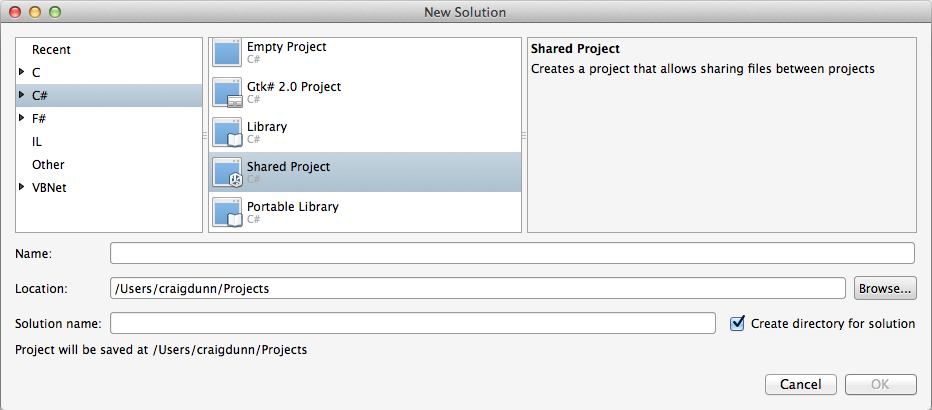 New Solution
Recent
C
C#
F#
IL
Other
VBNet
Empty Project
C#
Gtk# 2.0 Project
C#
Library
C#
Shared Project
C#
Portable Library
C#
Shared Project
Creates a project that allows sharing files between projects
Name:
Location: /Users/craigdunn/Projects Browse...
Solution name: Create directory for solution
Project will be saved at /Users/craigdunn/Projects
Cancel OK